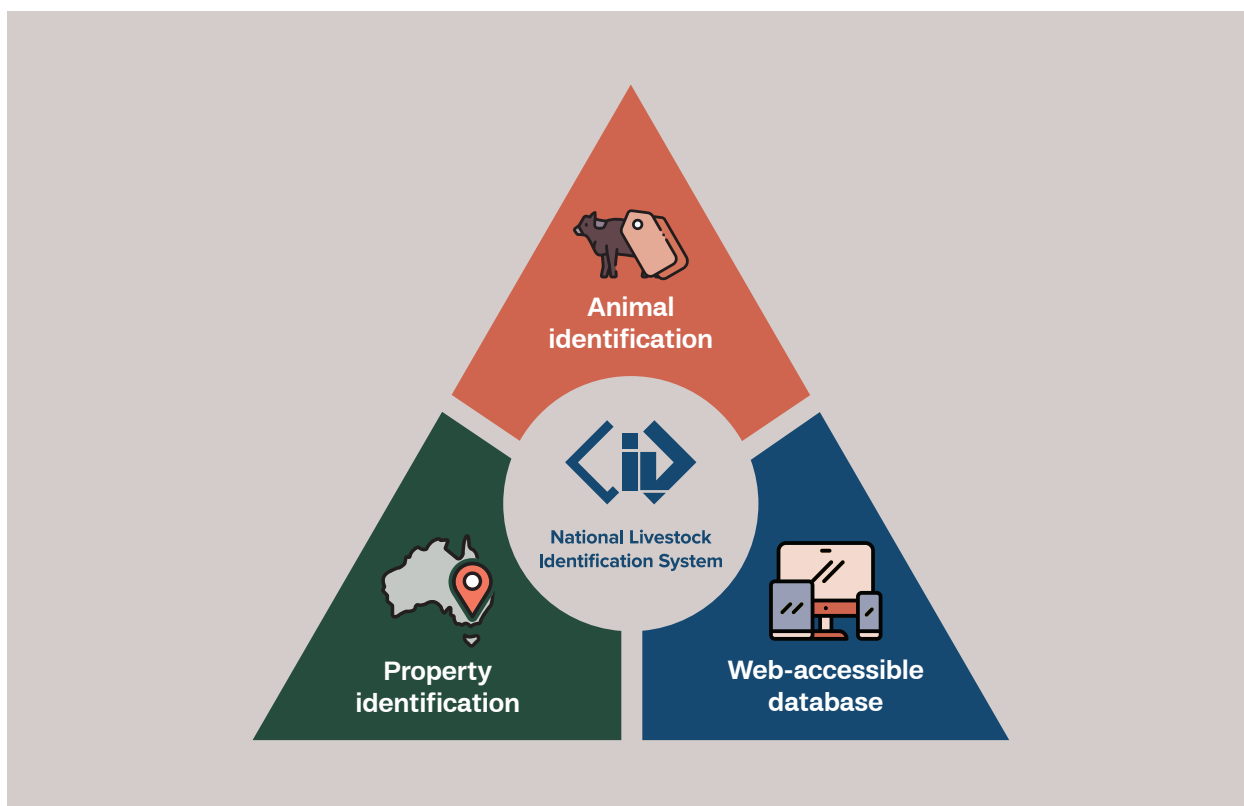 Animal
identification
National Livestock
Identification System
Property
identification
Web-accessible
database